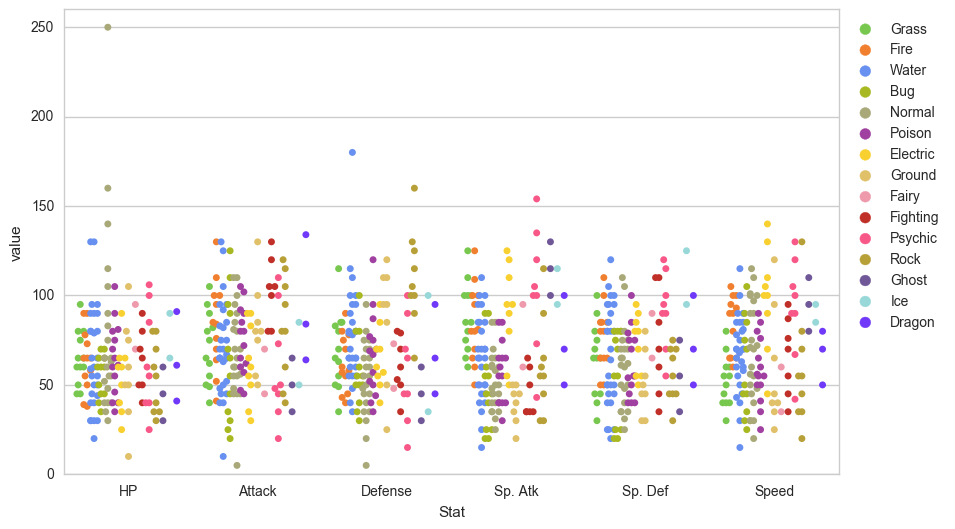 250
200
150
100
50
0
value
HP Attack Defense Sp. Atk Sp. Def Speed
Stat
Grass
Fire
Water
Bug
Normal
Poison
Electric
Ground
Fairy
Fighting
Psychic
Rock
Ghost
Ice
Dragon